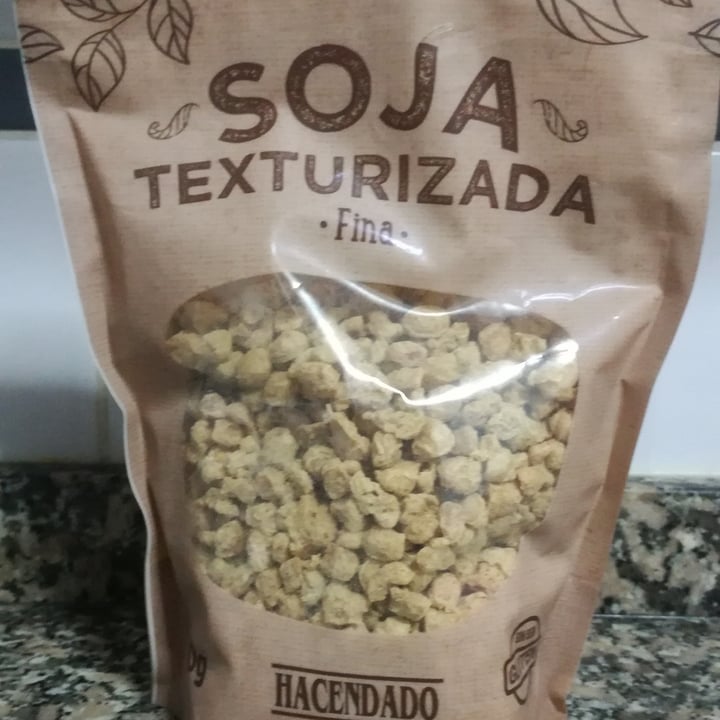 SOJA
TEXTURIZADA
• Fina •
HACENDADO